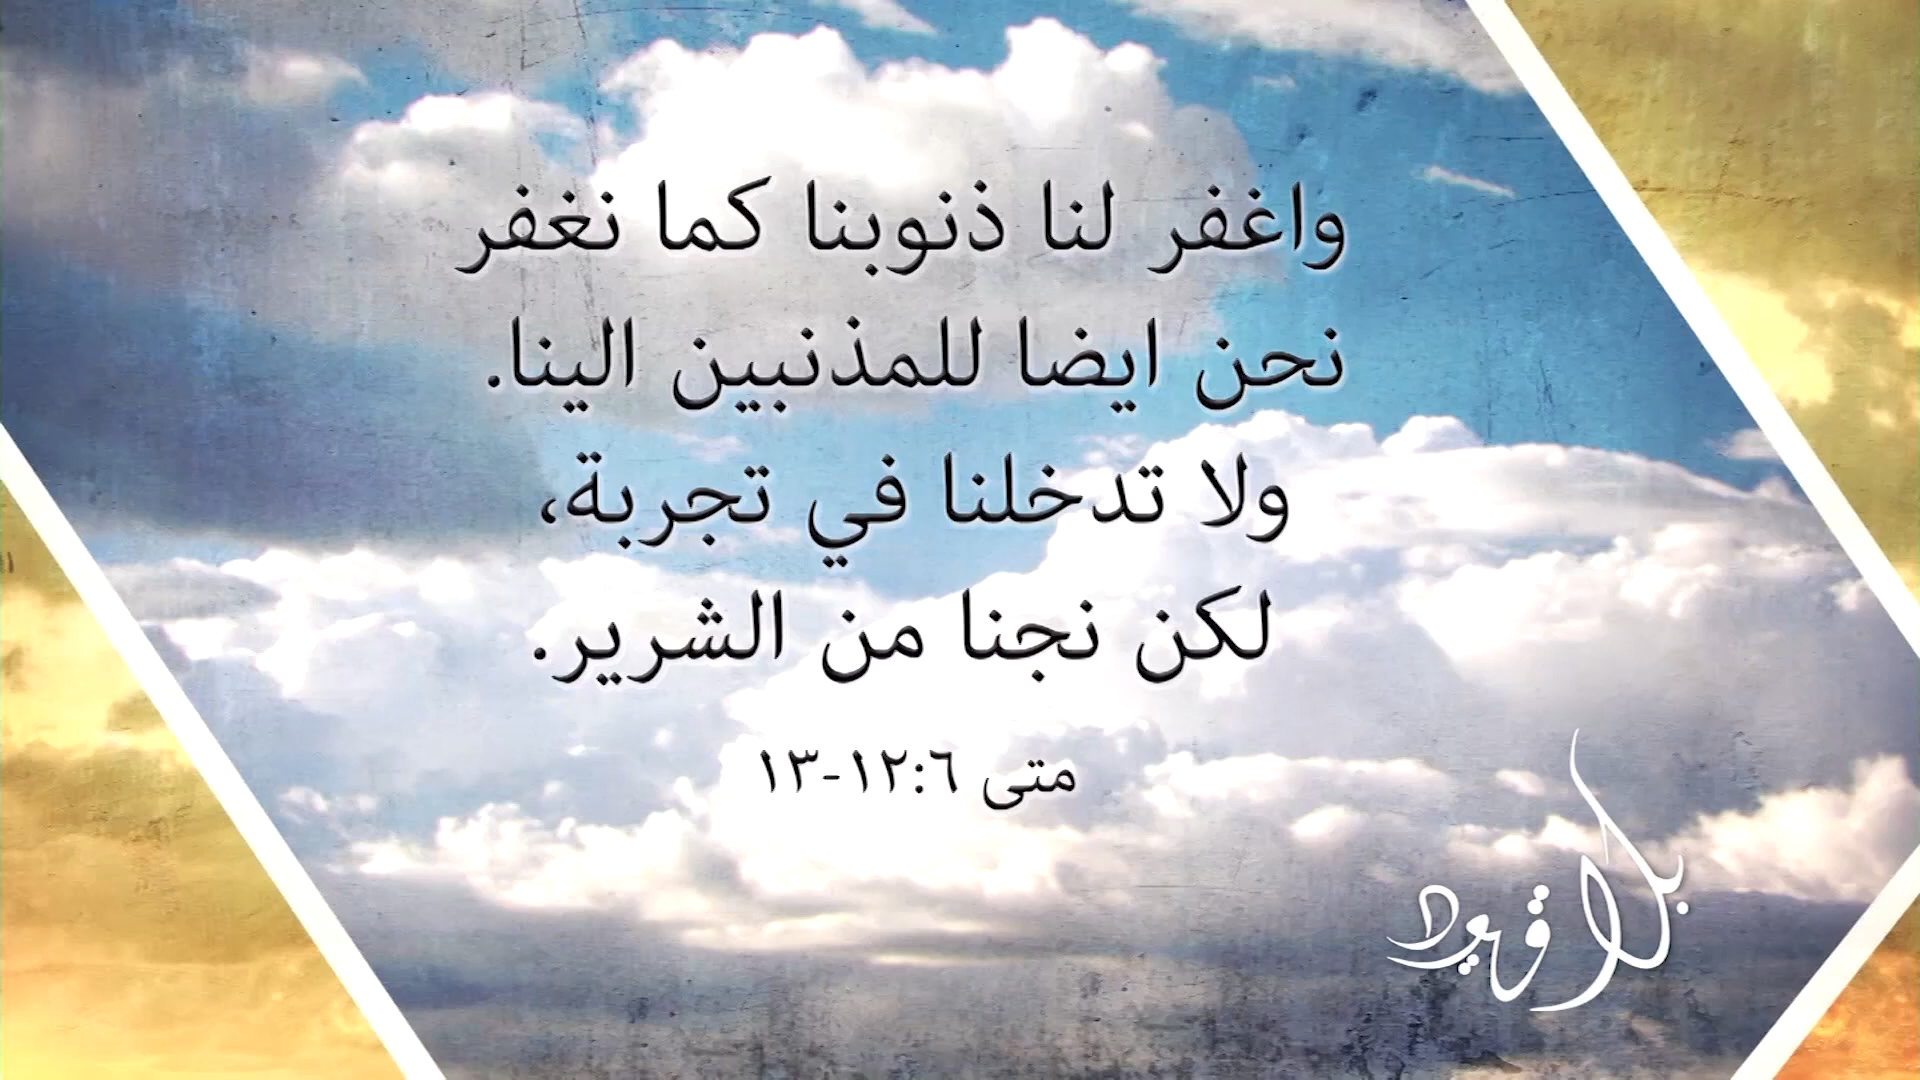 واغفر لنا ذنوبنا كما نغفر
نحن ايضا للمذنبين الينا.
ولا تدخلنا في تجربة،
لكن نجنا من الشرير.
متى ١٢:٦-١٣
بلا قيود